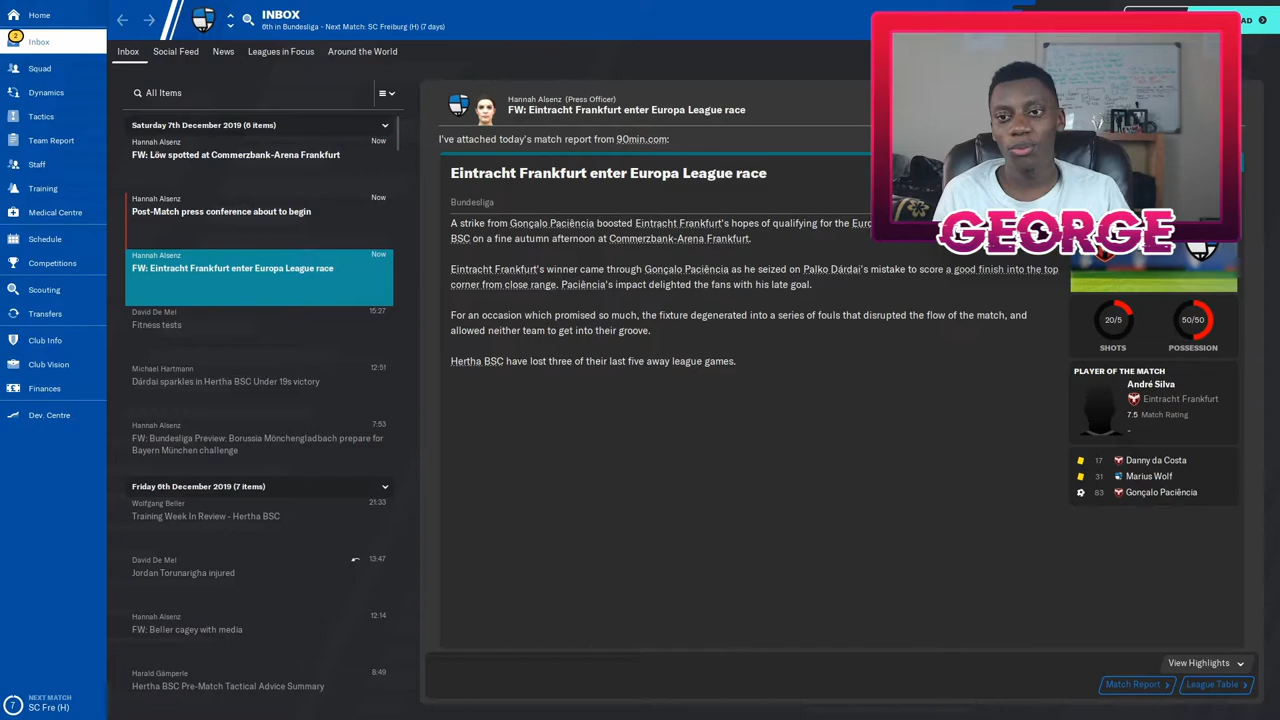 Home
2
Inbox
Squad
Dynamics
Tactics
Team Report
Staff
Training
Medical Centre
Schedule
Competitions
Scouting
Transfers
Club Info
Club Vision
Finances
Dev. Centre
7
NEXT MATCH
SC Fre (H)
INBOX
6th in Bundesliga - Next Match: SC Freiburg (H) (7 days)
Inbox
Social Feed
News
Leagues in Focus
Around the World
All Items
Saturday 7th December 2019 (6 items)
Hannah Alsenz
Now
FW: Löw spotted at Commerzbank-Arena Frankfurt
Hannah Alsenz
Now
Post-Match press conference about to begin
Hannah Alsenz
Now
FW: Eintracht Frankfurt enter Europa League race
David De Mel
15:27
Fitness tests
Michael Hartmann
12:51
Dárdai sparkles in Hertha BSC Under 19s victory
Hannah Alsenz
7:53
FW: Bundesliga Preview: Borussia Mönchengladbach prepare for
Bayern München challenge
Friday 6th December 2019 (7 items)
Wolfgang Beller
21:33
Training Week In Review - Hertha BSC
David De Mel
13:47
Jordan Torunarigha injured
Hannah Alsenz
12:14
FW: Beller cagey with media
Harald Gämperle
8:49
Hertha BSC Pre-Match Tactical Advice Summary
Hannah Alsenz (Press Officer)
FW: Eintracht Frankfurt enter Europa League race
I've attached today's match report from 90min.com:
Eintracht Frankfurt enter Europa League race
Bundesliga
A strike from Gonçalo Paciência boosted Eintracht Frankfurt's hopes of qualifying for the
BSC on a fine autumn afternoon at Commerzbank-Arena Frankfurt.
Eintracht Frankfurt's winner came through Gonçalo Paciência as he seized on Palko Dárdai's mistake to score a good finish into the top
corner from close range. Paciência's impact delighted the fans with his late goal.
For an occasion which promised so much, the fixture degenerated into a series of fouls that disrupted the flow of the match, and
allowed neither team to get into their groove.
Hertha BSC have lost three of their last five away league games.
GEORGE
20/5
SHOTS
50/50
POSSESSION
PLAYER OF THE MATCH
André Silva
Eintracht Frankfurt
7.5 Match Rating
-
17 Danny da Costa
31 Marius Wolf
83 Gonçalo Paciência
View Highlights
Match Report
League Table